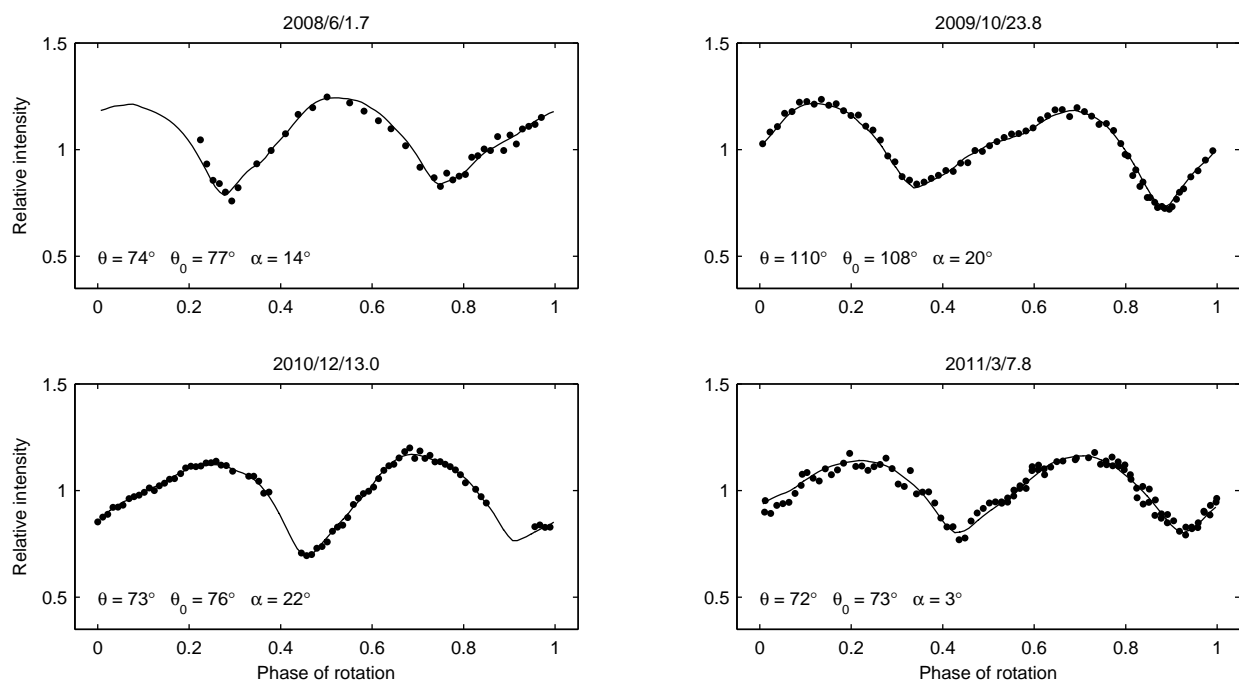 2008/6/1.7
1.5
1
0.5
Relative intensity
θ = 74° θ0 = 77° α = 14°
0 0.2 0.4 0.6 0.8 1
2009/10/23.8
1.5
1
0.5
θ = 110° θ0 = 108° α = 20°
0 0.2 0.4 0.6 0.8 1
2010/12/13.0
1.5
1
0.5
Relative intensity
θ = 73° θ0 = 76° α = 22°
0 0.2 0.4 0.6 0.8 1
Phase of rotation
2011/3/7.8
1.5
1
0.5
θ = 72° θ0 = 73° α = 3°
0 0.2 0.4 0.6 0.8 1
Phase of rotation